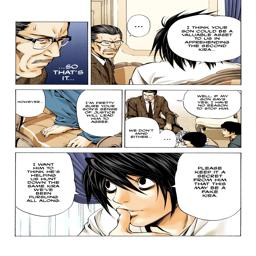 ...
I THINK YOUR
SON COULD BE A
VALUABLE ASSET
TO US IN
APPREHENDING
THE SECOND
KIRA.
...SO
THAT'S
IT...
WELL, IF MY
SON SAYS
YES, I HAVE
NO REASON
TO STOP HIM.
I'M PRETTY
SURE YOUR
SON'S SENSE
OF JUSTICE
WILL LEAD
HIM TO
AGREE.
HOWEVER,
WE DON'T
MIND
EITHER...
PLEASE
KEEP IT A
SECRET
FROM HIM
THAT THIS
MAY BE A
FAKE
KIRA.
I WANT
HIM TO
THINK HE'S
HELPING
US HUNT
DOWN THE
SAME KIRA
WE'VE
BEEN
PURSUING
ALL ALONG.